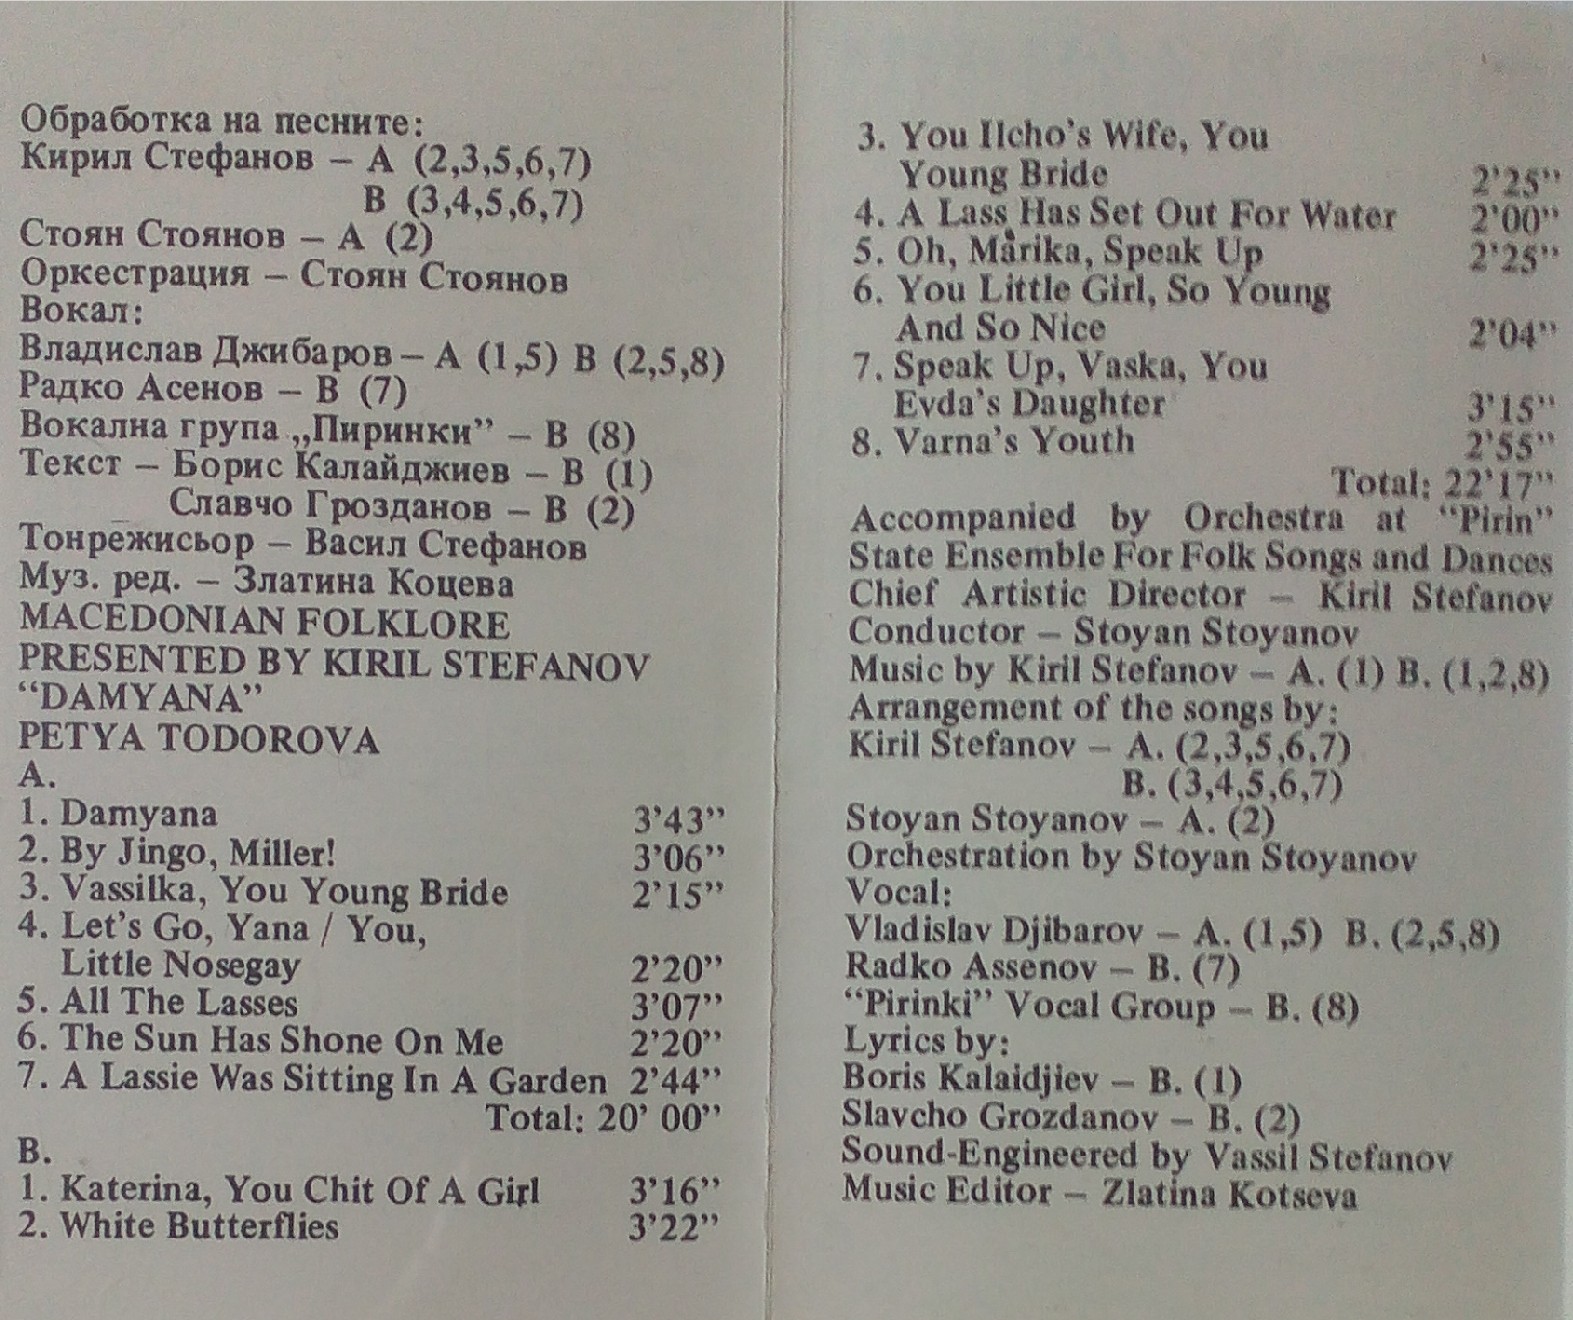 Обработка на песните:
Кирил Стефанов – А (2,3,5,6,7)
В (3,4,5,6,7)
Стоян Стоянов – А (2)
Оркестрация – Стоян Стоянов
Вокал:
Владислав Джибаров – А (1,5) В (2,5,8)
Радко Асенов – В (7)
Вокална група „Пиринки” – В (8)
Текст – Борис Калайджиев – В (1)
Славчо Грозданов – В (2)
Тонрежисьор – Васил Стефанов
Муз. ред. – Златина Коцева
MACEDONIAN FOLKLORE
PRESENTED BY KIRIL STEFANOV
“DAMYANA”
PETYA TODOROVA
A.
1. Damyana 3’43”
2. By Jingo, Miller! 3’06”
3. Vassilka, You Young Bride 2’15”
4. Let’s Go, Yana / You,
Little Nosegay 2’20”
5. All The Lasses 3’07”
6. The Sun Has Shone On Me 2’20”
7. A Lassie Was Sitting In A Garden 2’44”
Total: 20’ 00”
B.
1. Katerina, You Chit Of A Girl 3’16”
2. White Butterflies 3’22”
3. You Ilcho’s Wife, You
Young Bride 2’25”
4. A Lass Has Set Out For Water 2’00”
5. Oh, Marika, Speak Up 2’25”
6. You Little Girl, So Young
And So Nice 2’04”
7. Speak Up, Vaska, You
Evda’s Daughter 3’15”
8. Varna’s Youth 2’55”
Total: 22’17”
Accompanied by Orchestra at “Pirin”
State Ensemble For Folk Songs and Dances
Chief Artistic Director – Kiril Stefanov
Conductor – Stoyan Stoyanov
Music by Kiril Stefanov – A. (1) B. (1,2,8)
Arrangement of the songs by:
Kiril Stefanov – A. (2,3,5,6,7)
B. (3,4,5,6,7)
Stoyan Stoyanov – A. (2)
Orchestration by Stoyan Stoyanov
Vocal:
Vladislav Djibarov – A. (1,5) B. (2,5,8)
Radko Assenov – B. (7)
“Pirinki” Vocal Group – B. (8)
Lyrics by:
Boris Kalaidjiev – B. (1)
Slavcho Grozdanov – B. (2)
Sound-Engineered by Vassil Stefanov
Music Editor – Zlatina Kotseva